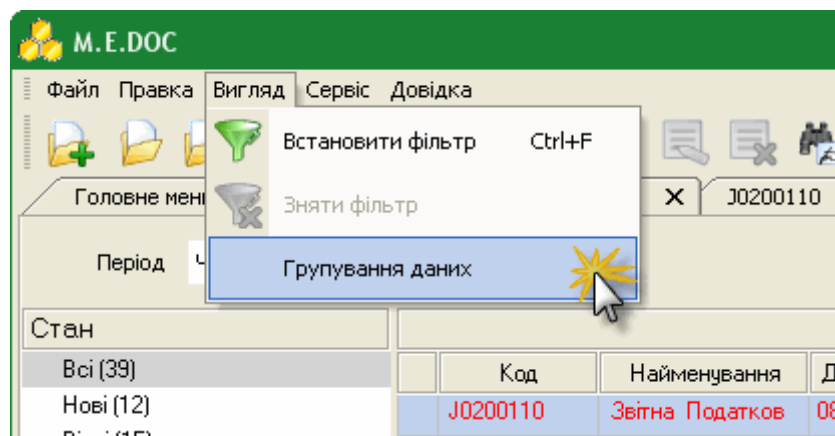 M.E.DOC
Файл Правка Вигляд Сервіс Довідка
Встановити фільтр Ctrl+F
Головне мен J0200110
Зняти фільтр
Період
Групування даних
Стан
Всі (39)
Код Найменування
Нові (12)
J0200110 Звітна Податков 08